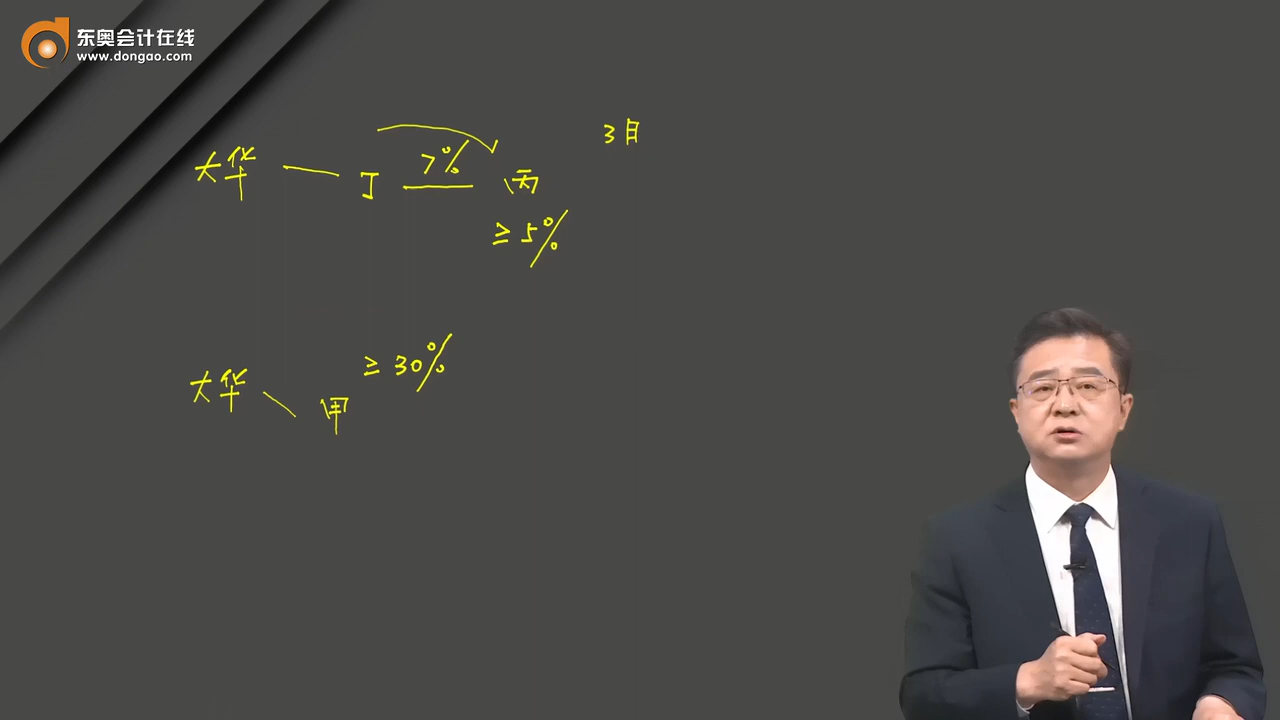 东奥会计在线
www.dongao.com
3月
大华 — 丁 7% 丙
≥ 5%
≥ 30%
大华 甲